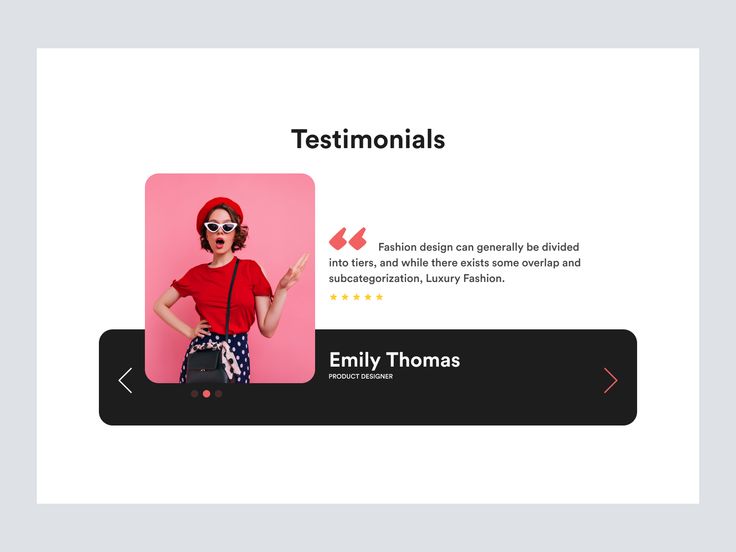 Testimonials
Fashion design can generally be divided
into tiers, and while there exists some overlap and
subcategorization, Luxury Fashion.
Emily Thomas
PRODUCT DESIGNER